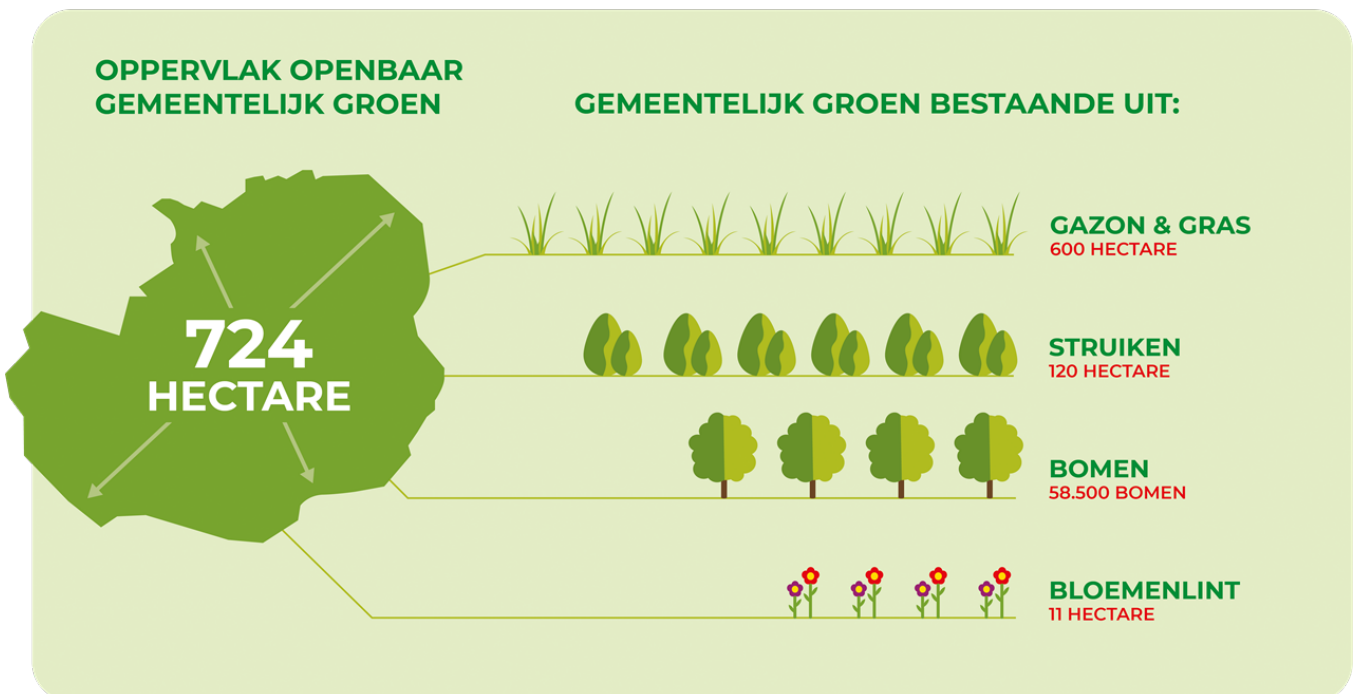 OPPERVLAK OPENBAAR
GEMEENTELIJK GROEN
GEMEENTELIJK GROEN BESTAANDE UIT:
724
HECTARE
GAZON & GRAS
600 HECTARE
STRUIKEN
120 HECTARE
BOMEN
58.500 BOMEN
BLOEMENLINT
11 HECTARE